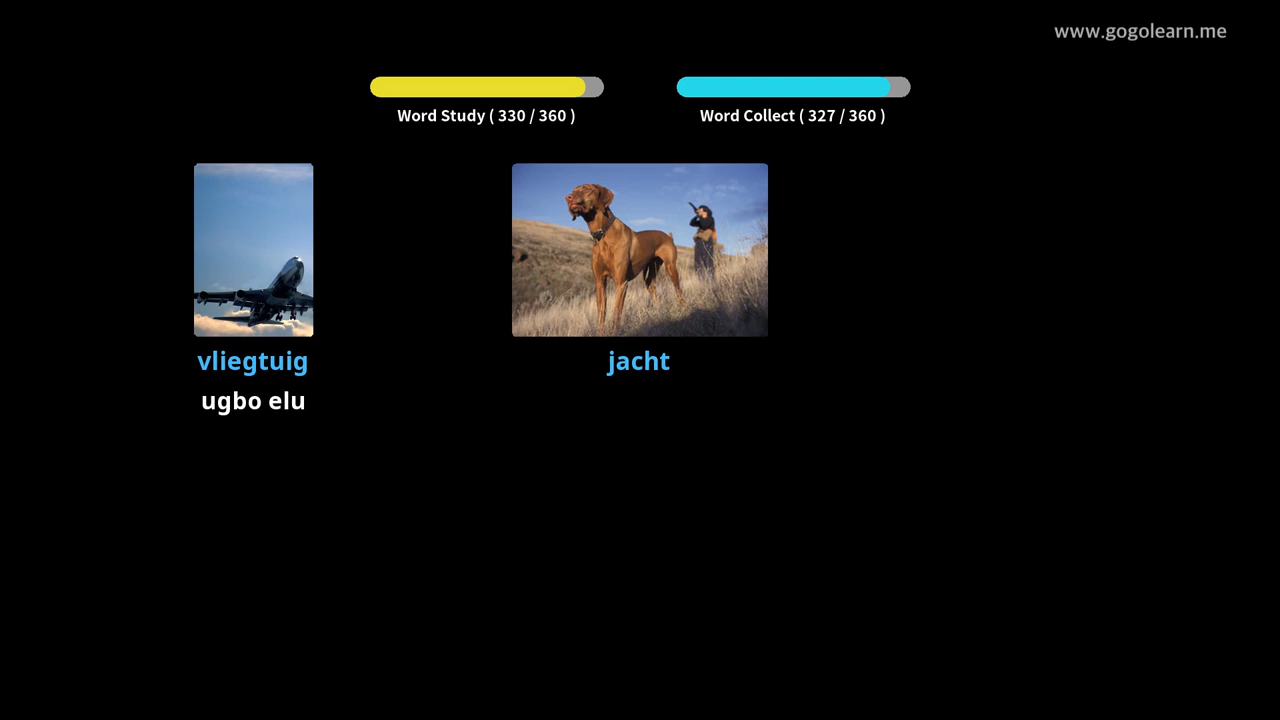 www.gogolearn.me
Word Study ( 330 / 360 )
Word Collect ( 327 / 360 )
vliegtuig
ugbo elu
jacht